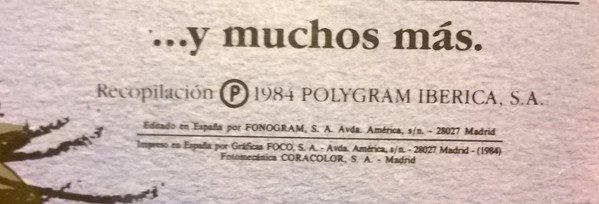 ...y muchos más.
Recopilación Ⓟ 1984 POLYGRAM IBERICA, S.A.
Editado en España por FONOGRAM, S. A. Avda. América, s/n. - 28027 Madrid
Impreso en España por Gráficas FOCO, S. A. - Avda. América, s/n - 28027 Madrid - (1984)
Fotomecánica CORACOLOR, S. A. - Madrid